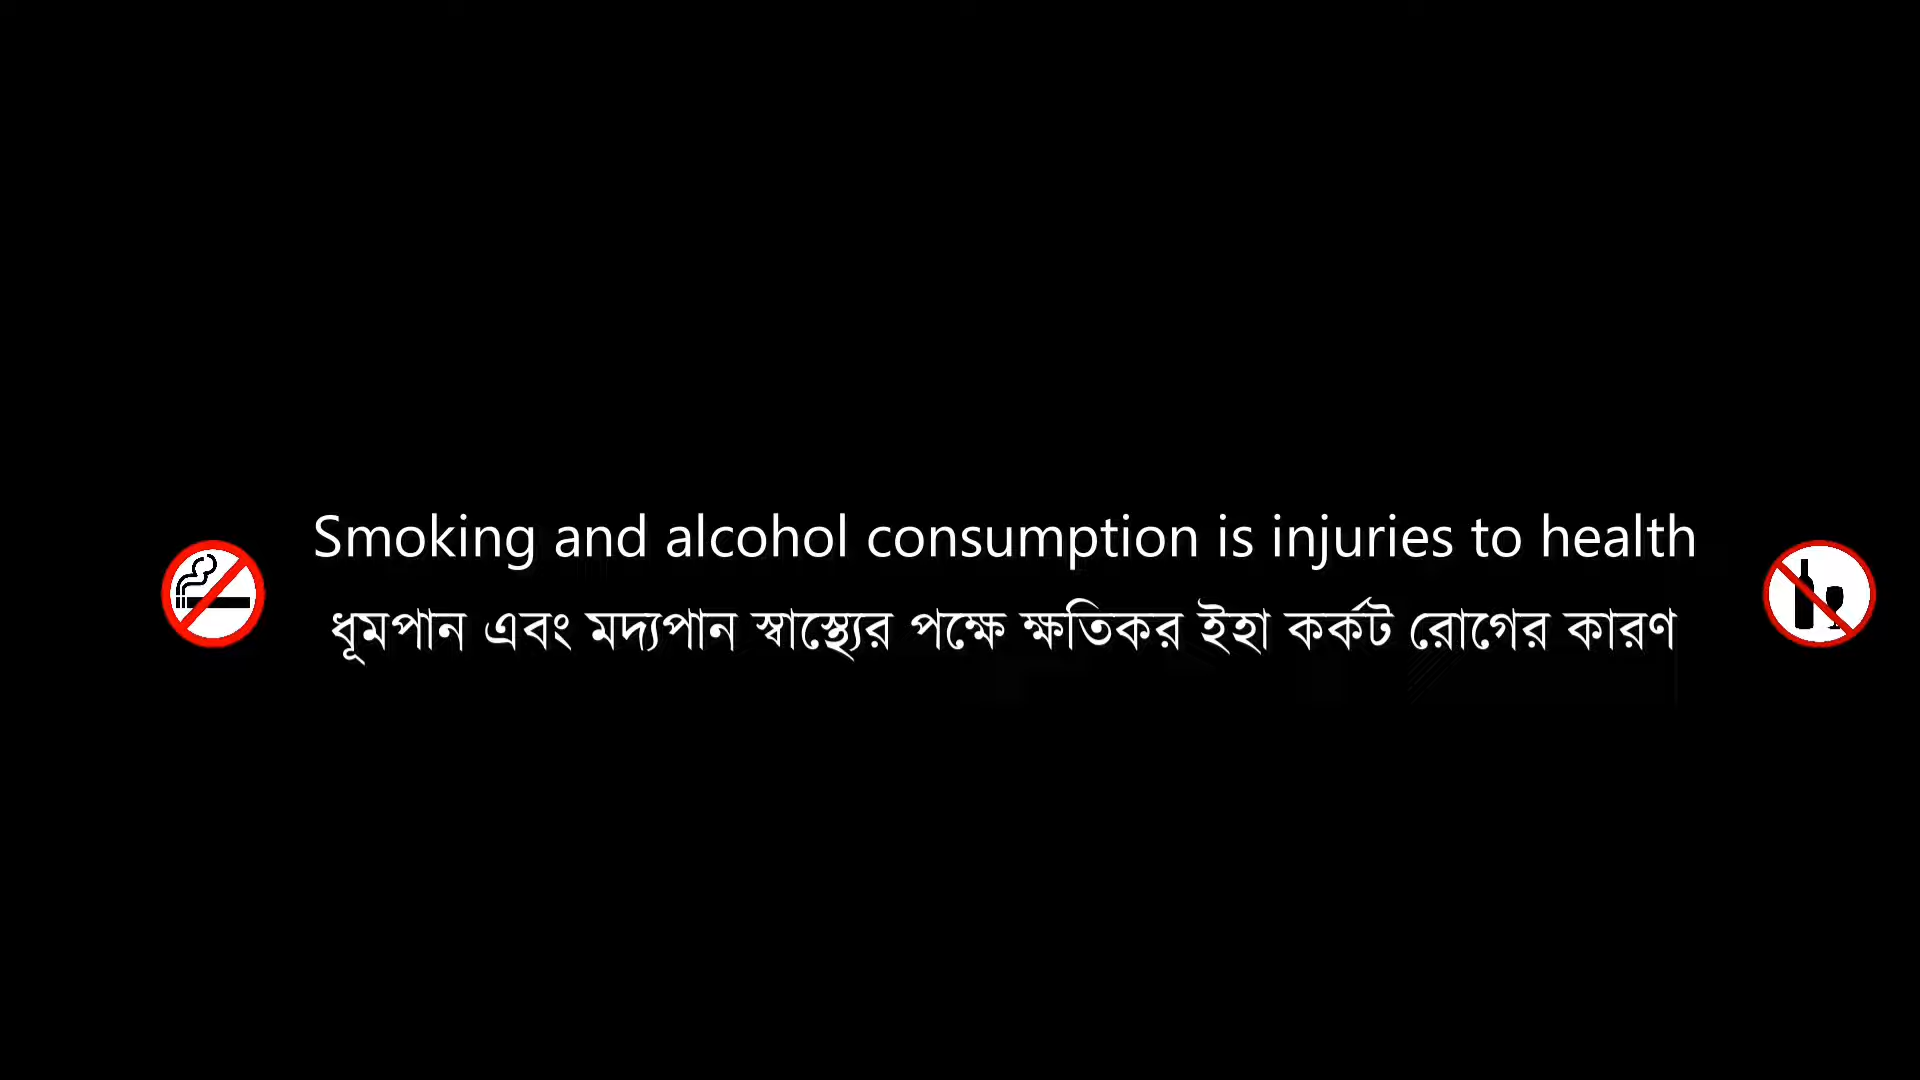 Smoking and alcohol consumption is injuries to health
ধূমপান এবং মদ্যপান স্বাস্থ্যের পক্ষে ক্ষতিকর ইহা কর্কট রোগের কারণ